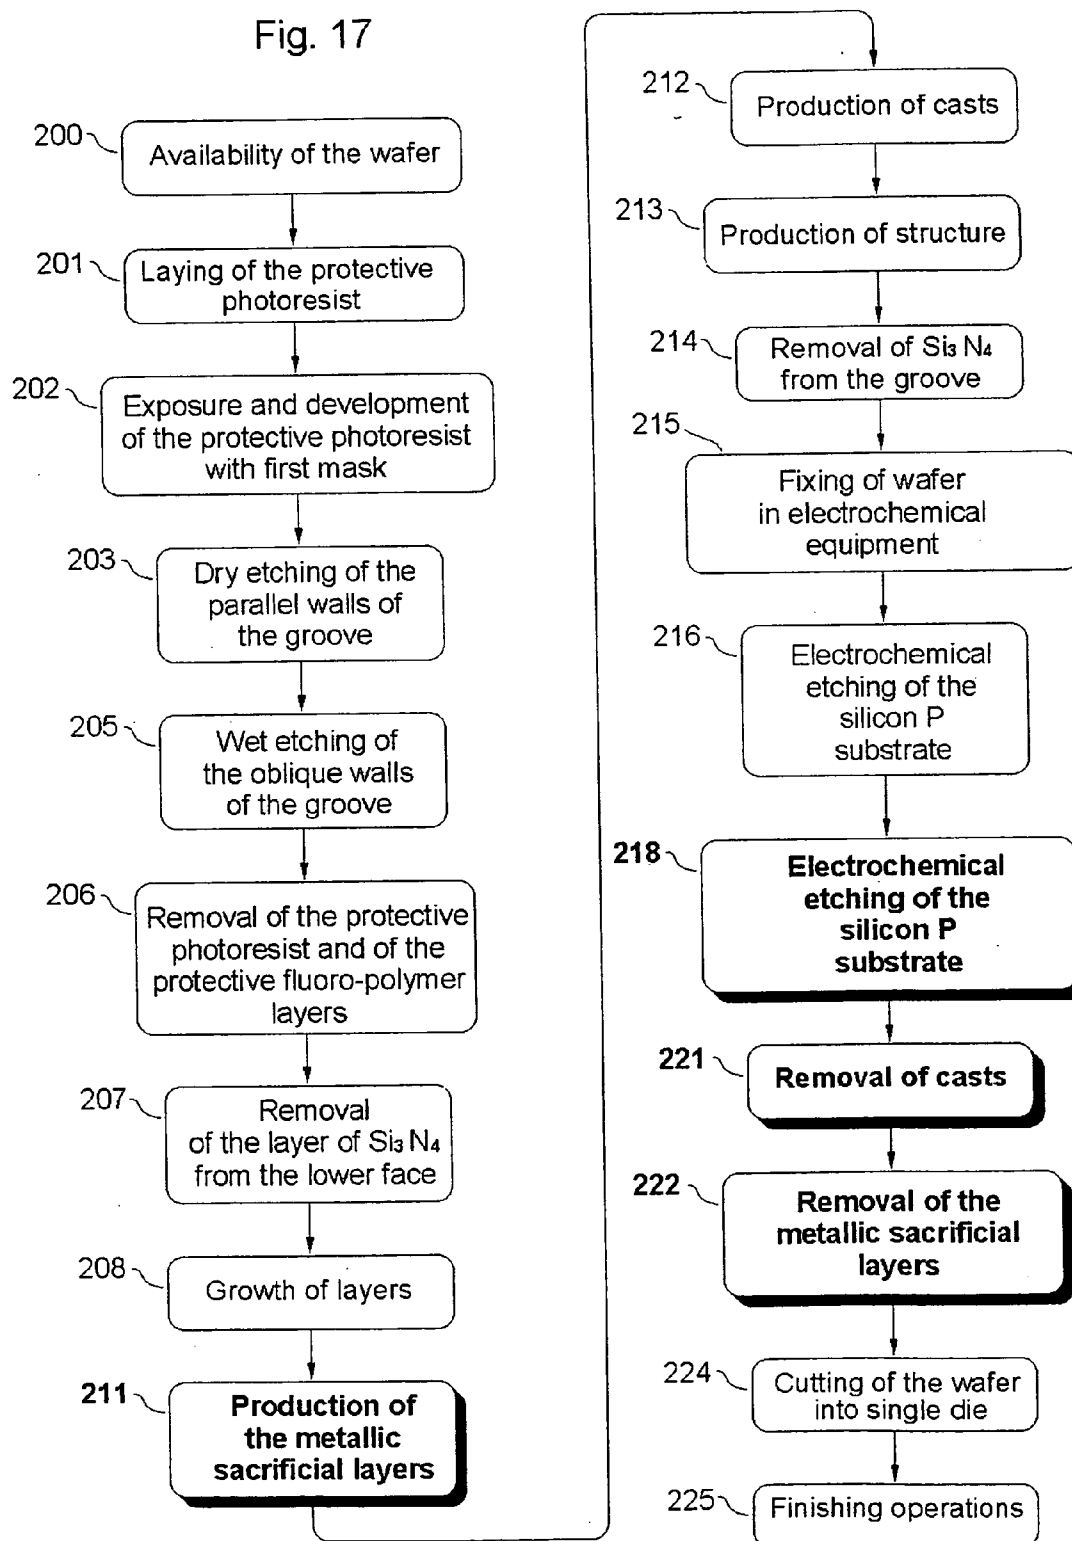 Fig. 17
200
Availability of the wafer
201
Laying of the protective
photoresist
202
Exposure and development
of the protective photoresist
with first mask
203
Dry etching of the
parallel walls of
the groove
205
Wet etching of
the oblique walls
of the groove
206
Removal of the protective
photoresist and of the
protective fluoro-polymer
layers
207
Removal
of the layer of Si₃ N₄
from the lower face
208
Growth of layers
211
Production of
the metallic
sacrificial layers
212
Production of casts
213
Production of structure
214
Removal of Si₃ N₄
from the groove
215
Fixing of wafer
in electrochemical
equipment
216
Electrochemical
etching of the
silicon P
substrate
218
Electrochemical
etching of the
silicon P
substrate
221
Removal of casts
222
Removal of the
metallic sacrificial
layers
224
Cutting of the wafer
into single die
225
Finishing operations